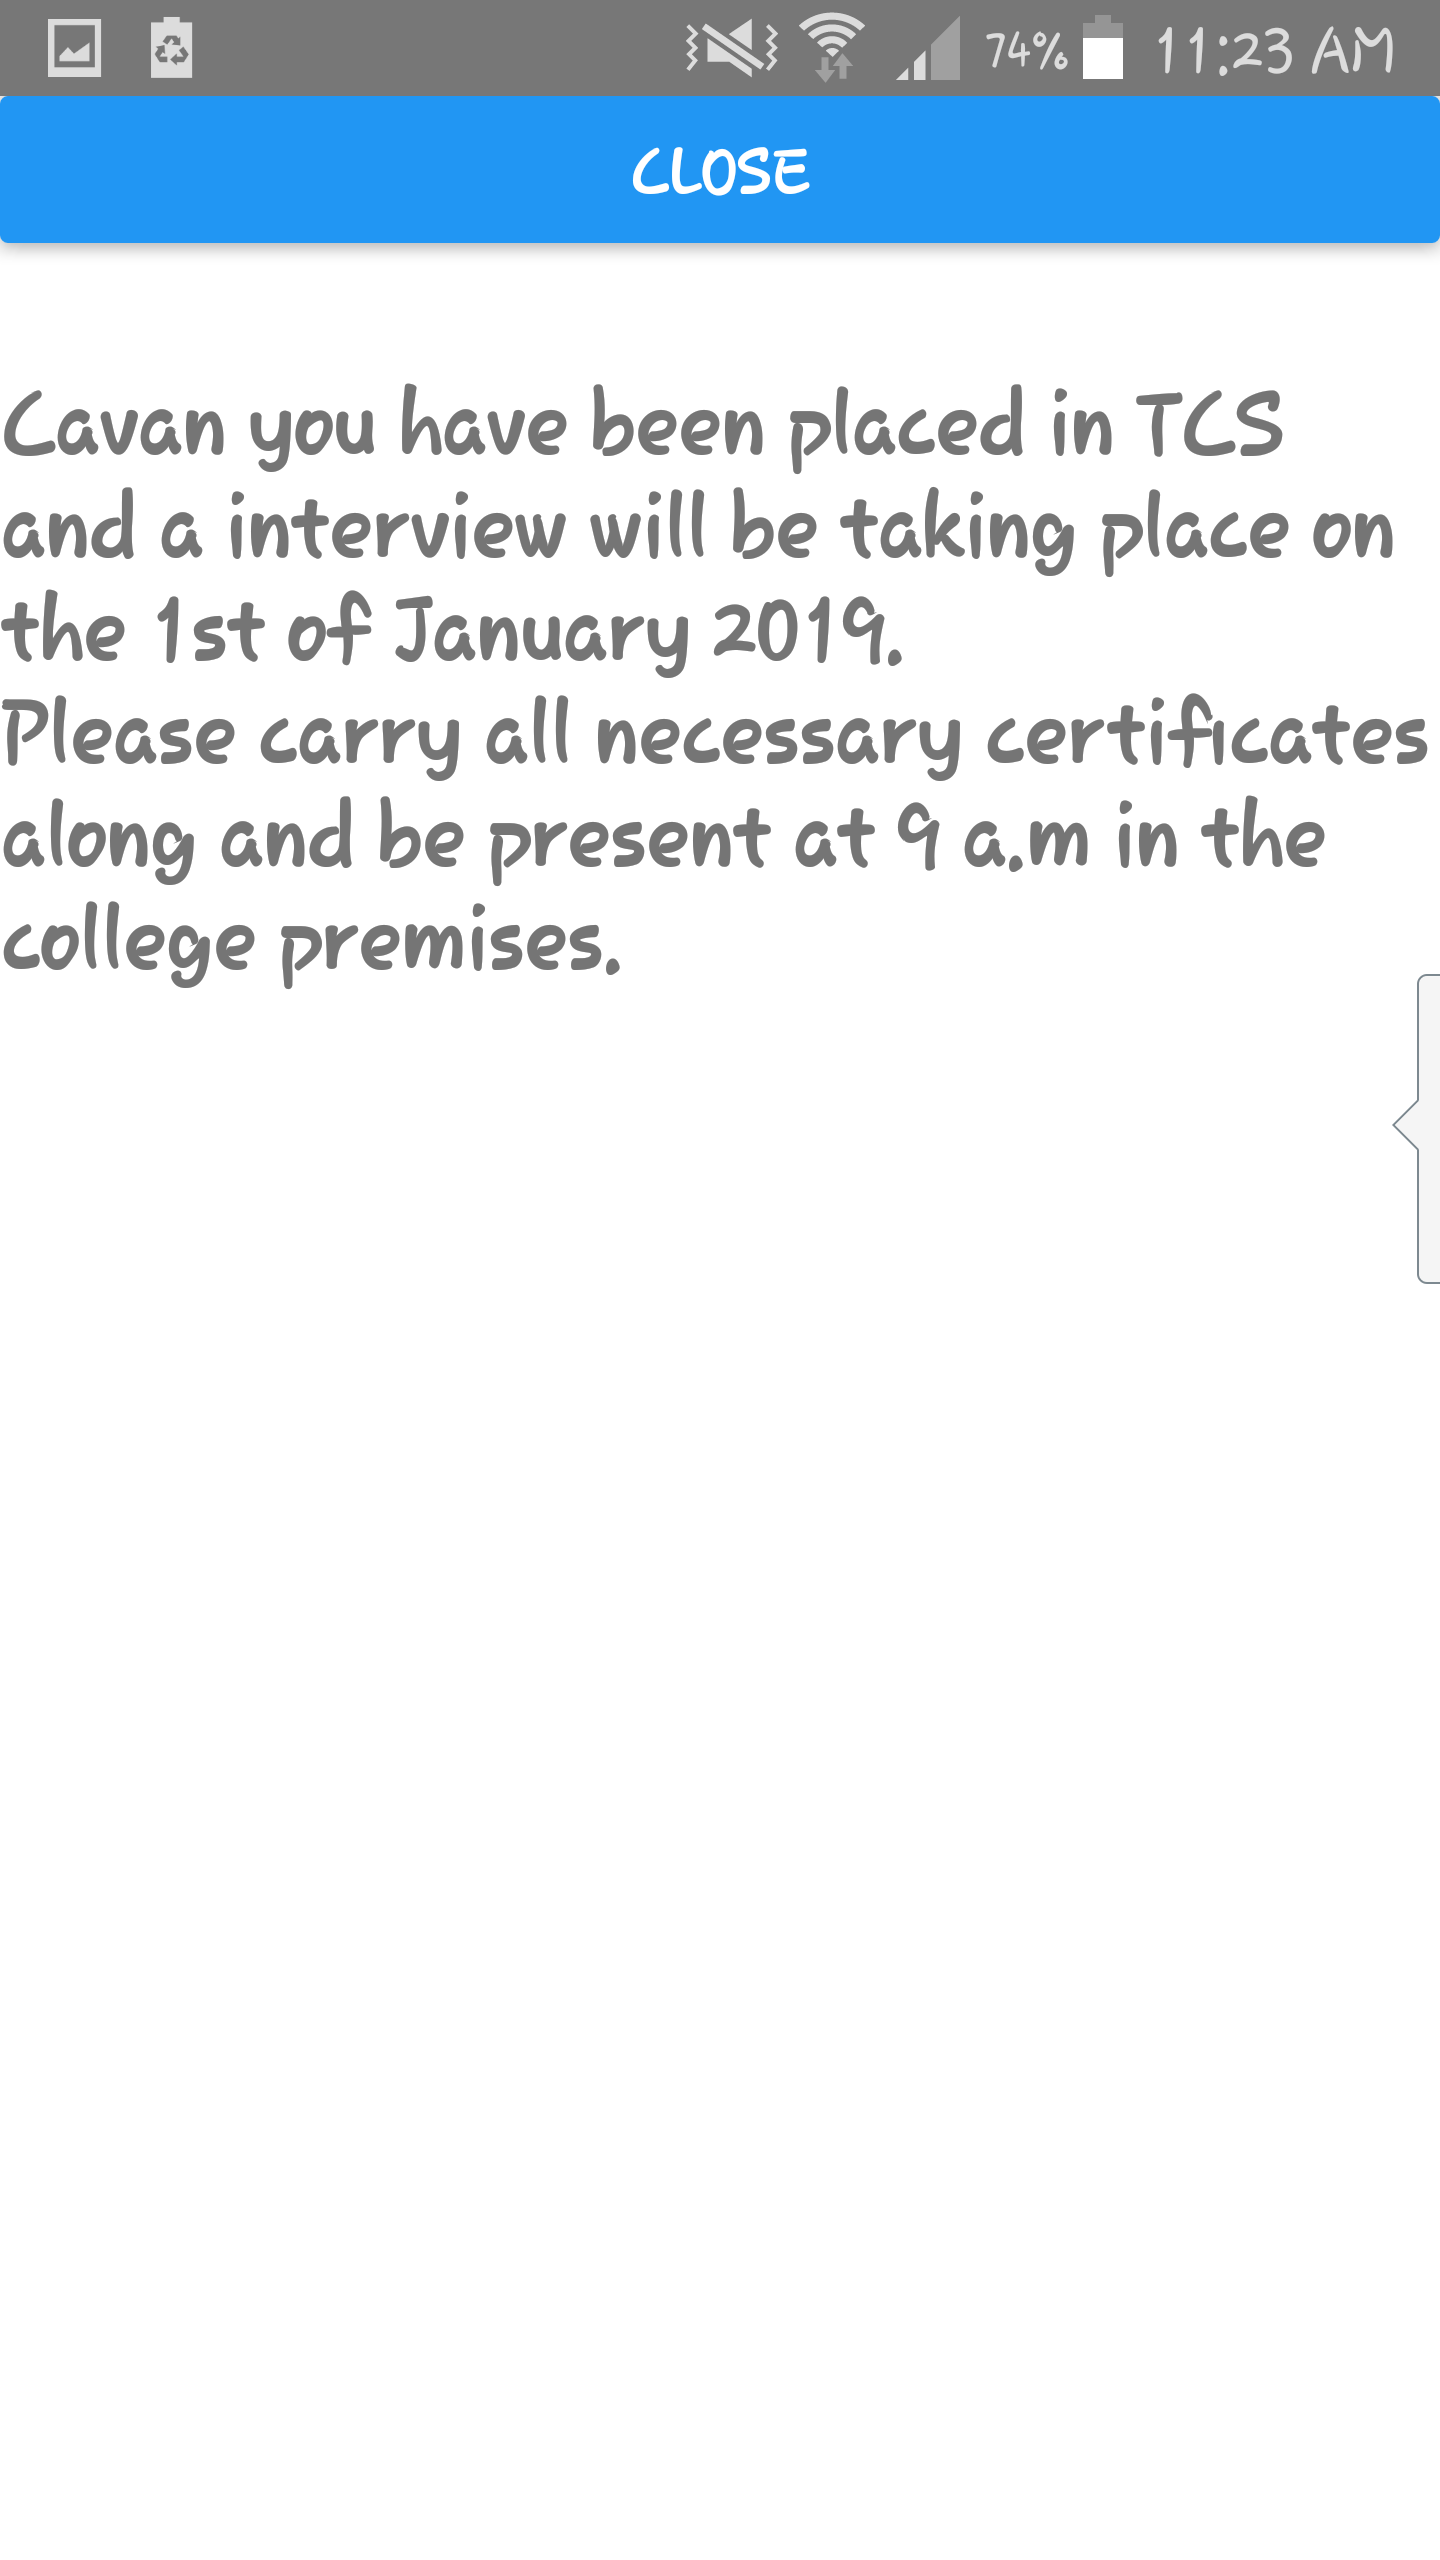 74% 11:23 AM
CLOSE
Cavan you have been placed in TCS
and a interview will be taking place on
the 1st of January 2019.
Please carry all necessary certificates
along and be present at 9 a.m in the
college premises.